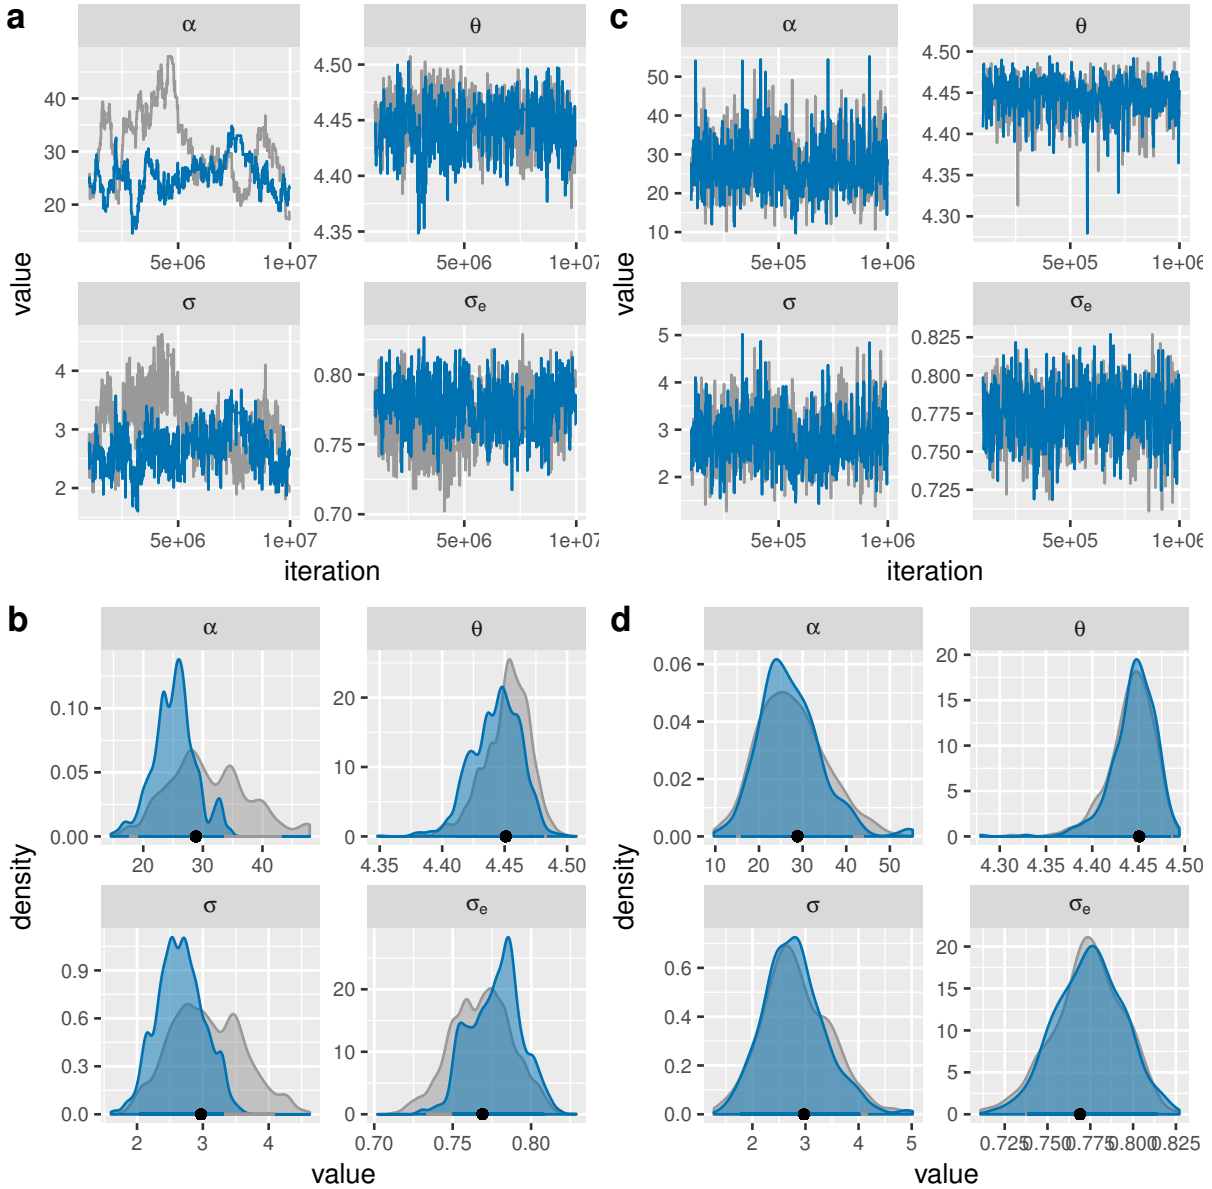 a
α
θ
40
30
20
4.50
4.45
4.40
4.35
5e+06 1e+07
5e+06 1e+07
σ
σe
4
3
2
0.80
0.75
0.70
5e+06 1e+07
5e+06 1e+07
value
iteration
c
α
θ
50
40
30
20
10
4.50
4.45
4.40
4.35
4.30
5e+05 1e+06
5e+05 1e+06
σ
σe
5
4
3
2
0.825
0.800
0.775
0.750
0.725
5e+05 1e+06
5e+05 1e+06
value
iteration
b
α
θ
0.10
0.05
0.00
20
10
0
20 30 40
4.35 4.40 4.45 4.50
σ
σe
0.9
0.6
0.3
0.0
20
10
0
2 3 4
0.70 0.75 0.80
density
value
d
α
θ
0.06
0.04
0.02
0.00
20
15
10
5
0
10 20 30 40 50
4.30 4.35 4.40 4.45 4.50
σ
σe
0.6
0.4
0.2
0.0
20
15
10
5
0
2 3 4 5
0.725 0.750 0.775 0.800 0.825
density
value